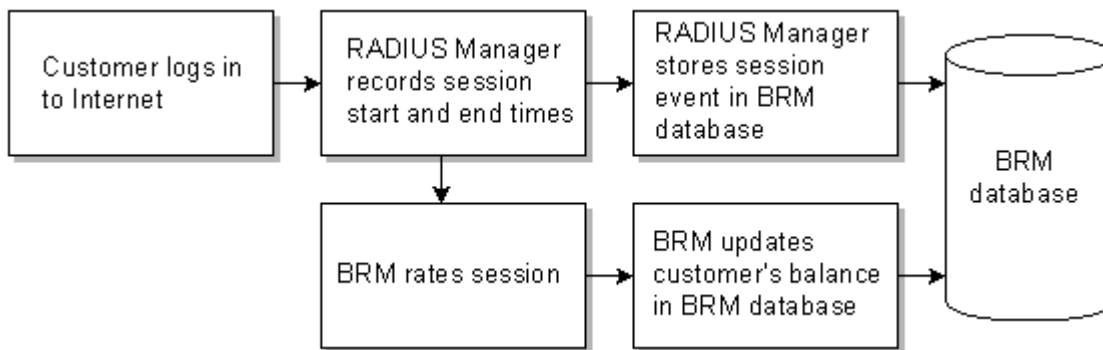 Customer logs in
to Internet
RADIUS Manager
records session
start and end times
RADIUS Manager
stores session
event in BRM
database
BRM
database
BRM rates session
BRM updates
customer's balance
in BRM database